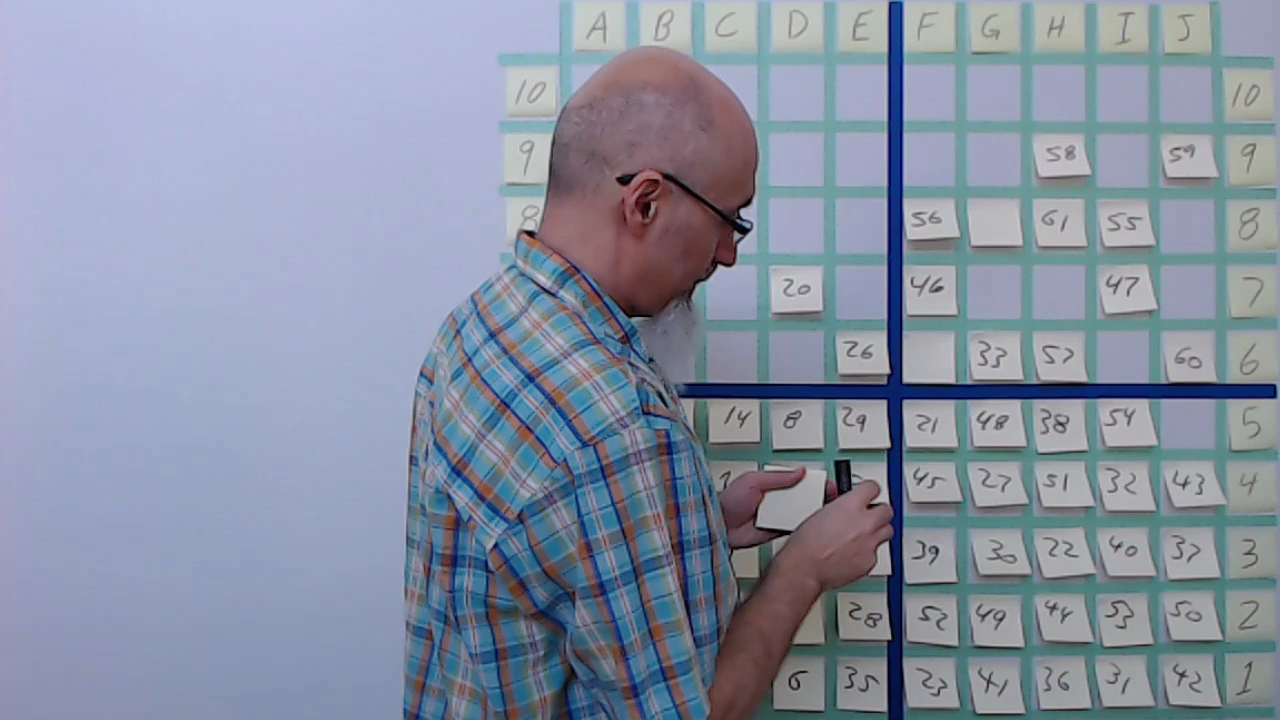 A B C D E F G H I J
10 10
9 58 59 9
8 56 61 55 8
20 46 47 7
26 33 57 60 6
14 8 29 21 48 38 54 5
45 27 51 32 43 4
39 30 22 40 37 3
28 52 49 44 53 50 2
6 35 23 41 36 31 42 1